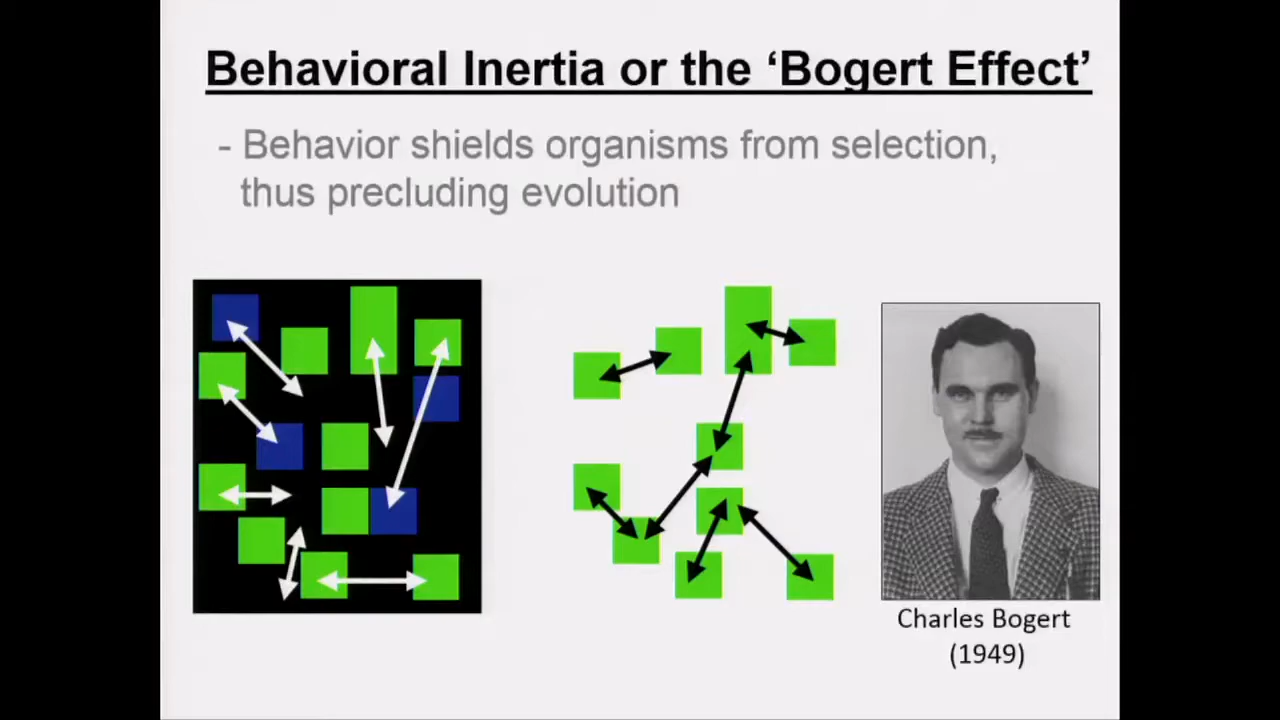 Behavioral Inertia or the ‘Bogert Effect’
- Behavior shields organisms from selection,
thus precluding evolution
Charles Bogert
(1949)